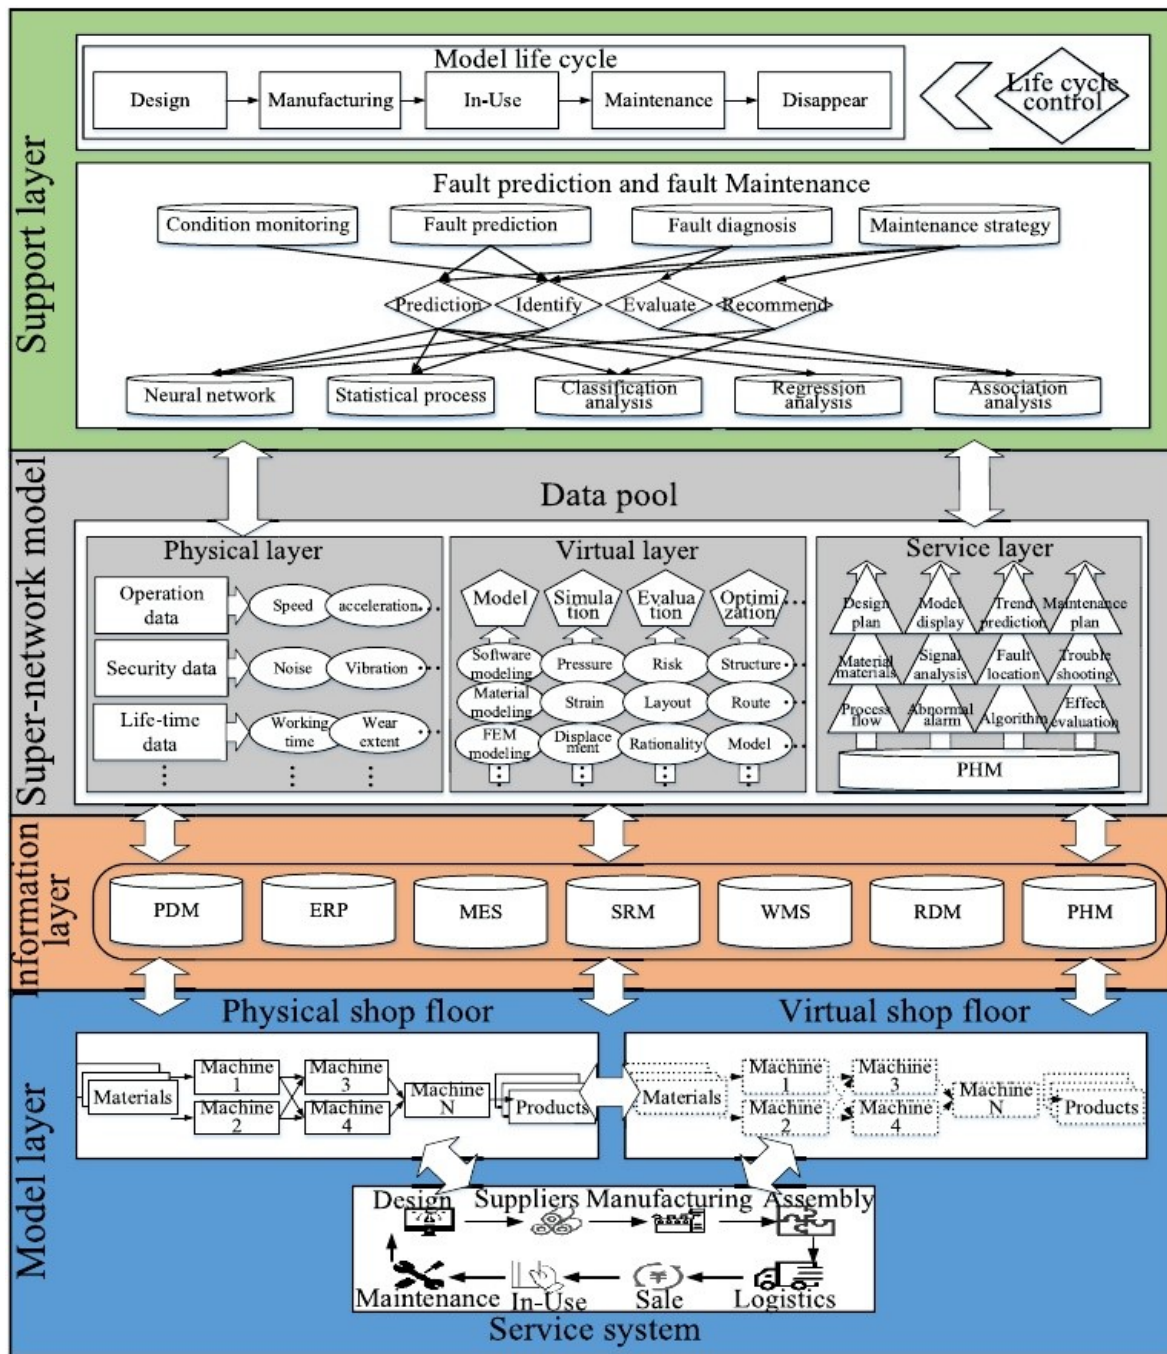 Support layer
Model life cycle
Design
Manufacturing
In-Use
Maintenance
Disappear
Life cycle
control
Fault prediction and fault Maintenance
Condition monitoring
Fault prediction
Fault diagnosis
Maintenance strategy
Prediction
Identify
Evaluate
Recommend
Neural network
Statistical process
Classification
analysis
Regression
analysis
Association
analysis
Super-network model
Data pool
Physical layer
Operation
data
Speed
acceleration
Security data
Noise
Vibration
Life-time
data
Working
time
Wear
extent
Virtual layer
Model
Simula
tion
Evalua
tion
Optimi
zation
Software
modeling
Pressure
Risk
Structure
Material
modeling
Strain
Layout
Route
FEM
modeling
Displace
ment
Rationality
Model
Service layer
Design
plan
Model
display
Trend
prediction
Maintenance
plan
Material
materials
Signal
analysis
Fault
location
Trouble
shooting
Process
flow
Abnormal
alarm
Algorithm
Effect
evaluation
PHM
Information
layer
PDM
ERP
MES
SRM
WMS
RDM
PHM
Model layer
Physical shop floor
Materials
Machine
1
Machine
2
Machine
3
Machine
4
Machine
N
Products
Virtual shop floor
Materials
Machine
1
Machine
2
Machine
3
Machine
4
Machine
N
Products
Design
Suppliers
Manufacturing
Assembly
Maintenance
In-Use
Sale
Logistics
Service system